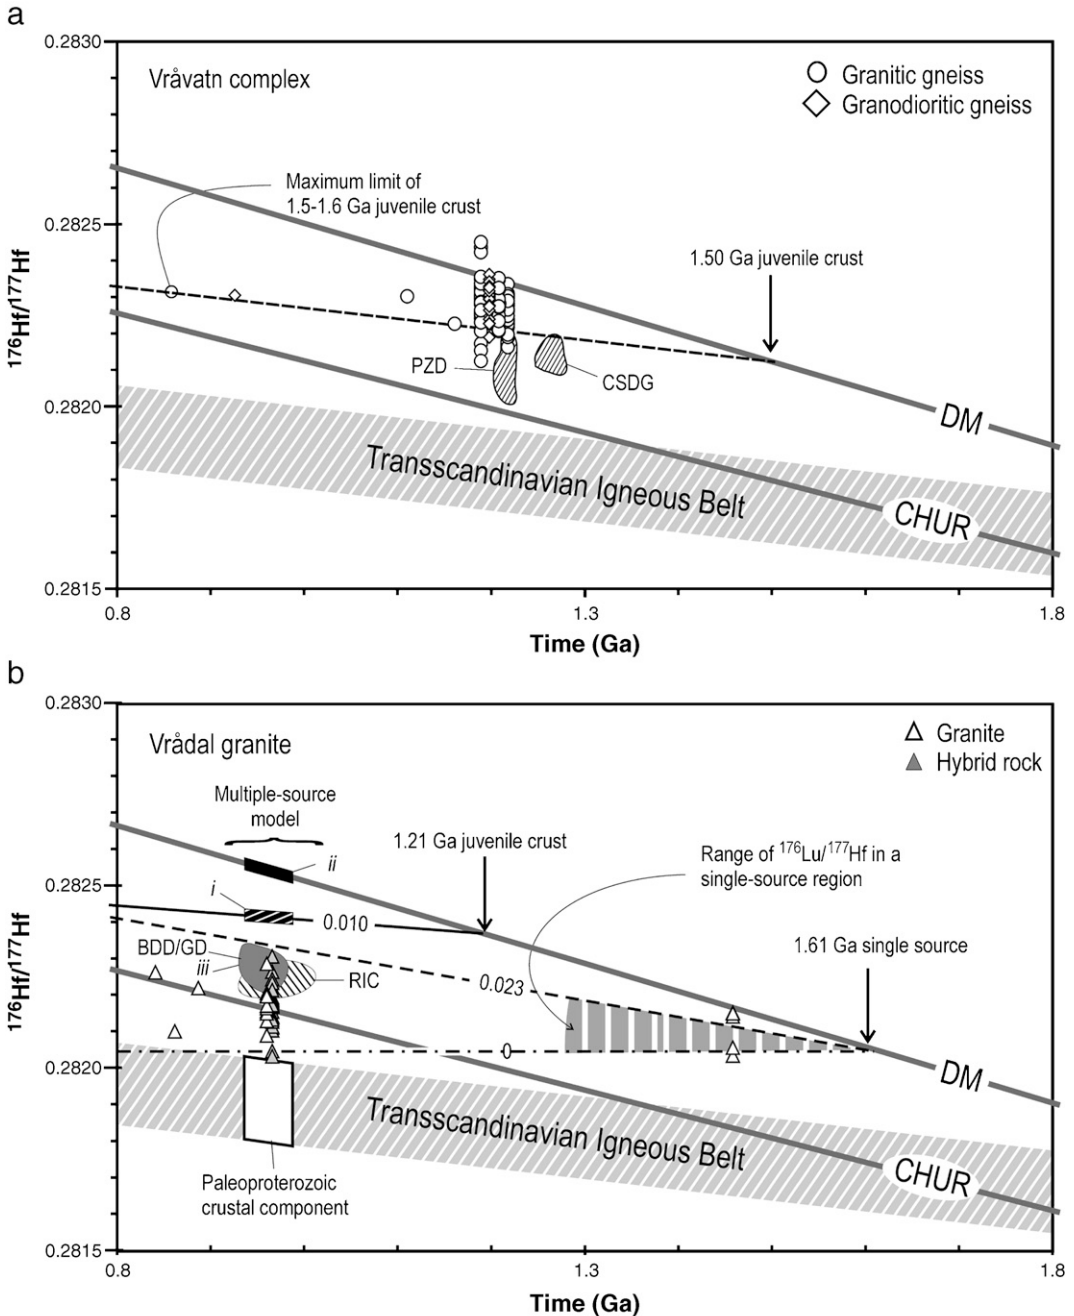 a
0.2830
Vråvatn complex
Granitic gneiss
Granodioritic gneiss
Maximum limit of
1.5-1.6 Ga juvenile crust
0.2825
1.50 Ga juvenile crust
¹⁷⁶Hf/¹⁷⁷Hf
PZD
CSDG
0.2820
DM
Transscandinavian Igneous Belt
CHUR
0.2815
0.8
1.3
1.8
Time (Ga)
b
0.2830
Vrådal granite
Granite
Hybrid rock
Multiple-source
model
ii
1.21 Ga juvenile crust
Range of ¹⁷⁶Lu/¹⁷⁷Hf in a
single-source region
0.2825
i
0.010
1.61 Ga single source
BDD/GD
iii
RIC
0.023
¹⁷⁶Hf/¹⁷⁷Hf
0
0.2820
DM
Transscandinavian Igneous Belt
CHUR
Paleoproterozoic
crustal component
0.2815
0.8
1.3
1.8
Time (Ga)